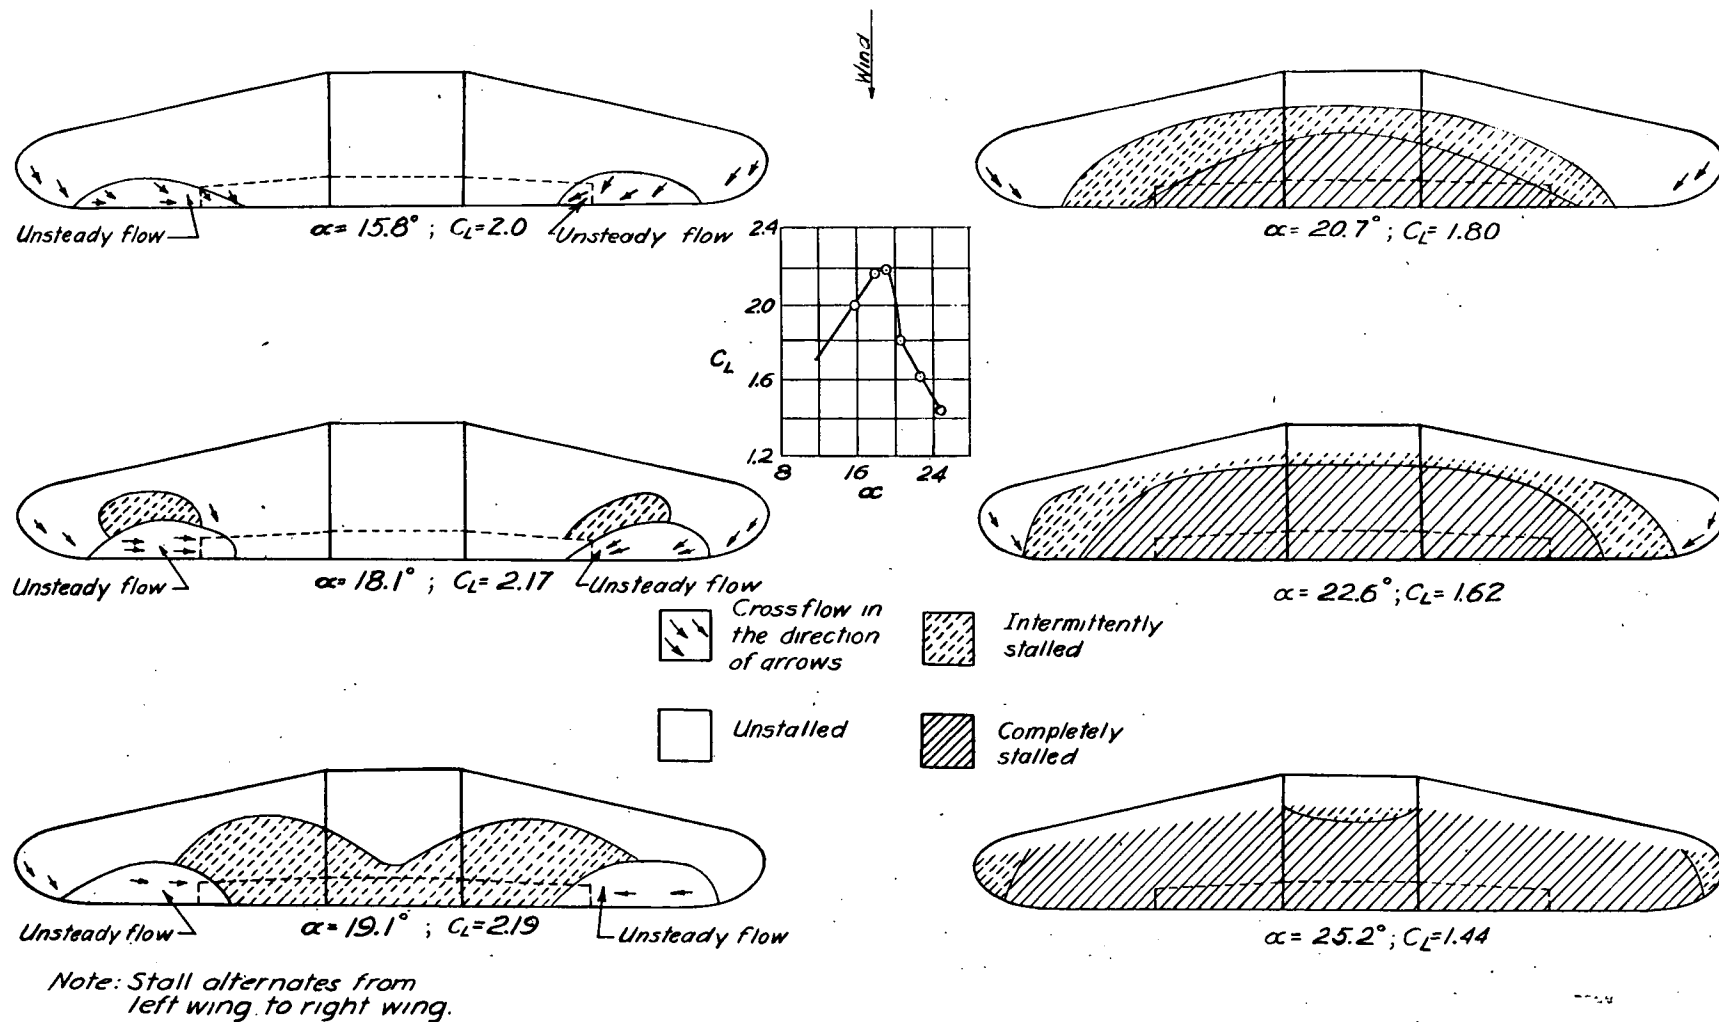 Wind
Unsteady flow
α= 15.8° ; CL=2.0
Unsteady flow
α= 20.7° ; CL= 1.80
2.4
2.0
CL
1.6
1.2
8
16
24
α
Unsteady flow
α= 18.1° ; CL= 2.17
Unsteady flow
α= 22.6° ; CL= 1.62
Crossflow in
the direction
of arrows
Intermittently
stalled
Unstalled
Completely
stalled
Unsteady flow
α= 19.1° ; CL=2.19
Unsteady flow
α= 25.2° ; CL=1.44
Note: Stall alternates from
left wing to right wing.